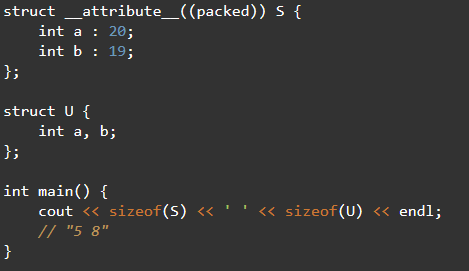 struct __attribute__((packed)) S {
    int a : 20;
    int b : 19;
};

struct U {
    int a, b;
};

int main() {
    cout << sizeof(S) << ' ' << sizeof(U) << endl;
    // "5 8"
}